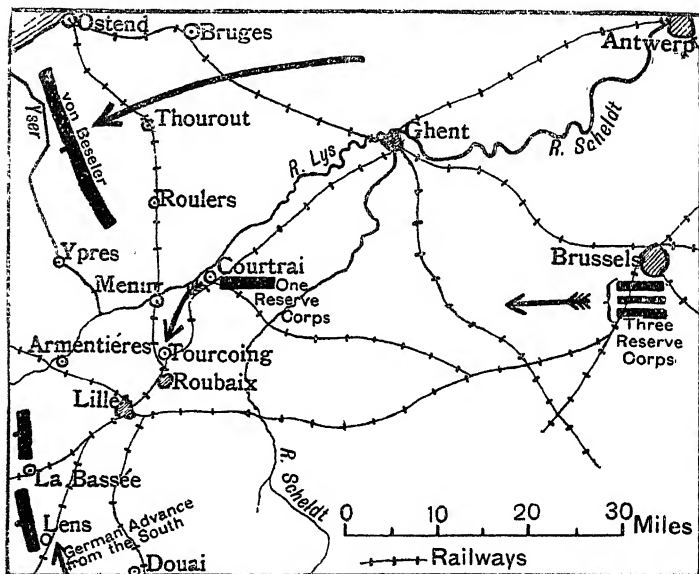 Ostend
Bruges
Antwerp
Yser
von Beseler
Thourout
Ghent
R. Scheldt
R. Lys
Roulers
Ypres
Courtrai
Brussels
Menin
One
Reserve
Corps
Three
Reserve
Corps
Armentiéres
Tourcoing
Roubaix
Lille
La Bassée
R. Scheldt
Lens
German Advance
from the South
Douai
0 10 20 30 Miles
Railways